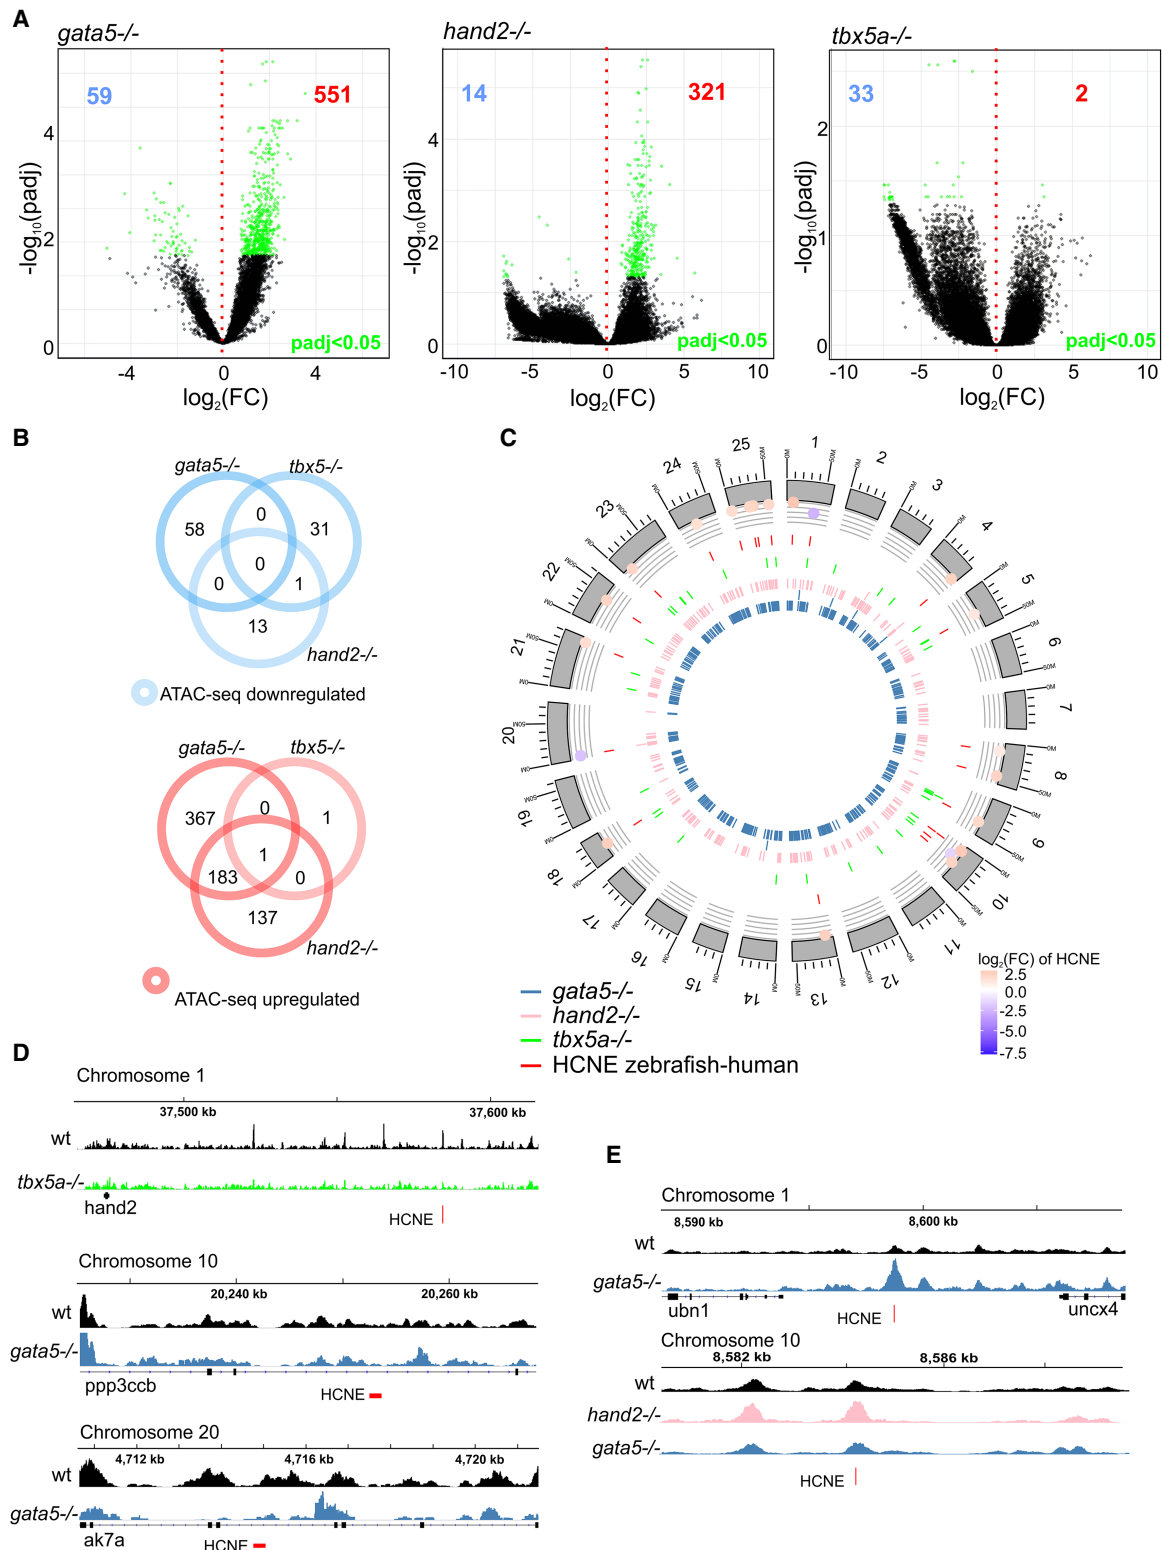 A
gata5-/-
59
551
4
2
0
-log10(padj)
padj<0.05
-4
0
4
log2(FC)
hand2-/-
14
321
4
2
0
-log10(padj)
padj<0.05
-10
-5
0
5
10
log2(FC)
tbx5a-/-
33
2
2
1
0
-log10(padj)
padj<0.05
-10
-5
0
5
10
log2(FC)
B
gata5-/-
tbx5-/-
58
0
31
0
0
1
13
hand2-/-
ATAC-seq downregulated
gata5-/-
tbx5-/-
367
0
1
1
183
0
137
hand2-/-
ATAC-seq upregulated
C
1
2
3
4
5
6
7
8
9
10
11
12
13
14
15
16
17
18
19
20
21
22
23
24
25
gata5-/-
hand2-/-
tbx5a-/-
HCNE zebrafish-human
log2(FC) of HCNE
2.5
0.0
-2.5
-5.0
-7.5
D
Chromosome 1
37,500 kb
37,600 kb
wt
tbx5a-/-
hand2
HCNE
Chromosome 10
20,240 kb
20,260 kb
wt
gata5-/-
ppp3ccb
HCNE
Chromosome 20
4,712 kb
4,716 kb
4,720 kb
wt
gata5-/-
ak7a
HCNE
E
Chromosome 1
8,590 kb
8,600 kb
wt
gata5-/-
ubn1
uncx4
HCNE
Chromosome 10
8,582 kb
8,586 kb
wt
hand2-/-
gata5-/-
HCNE